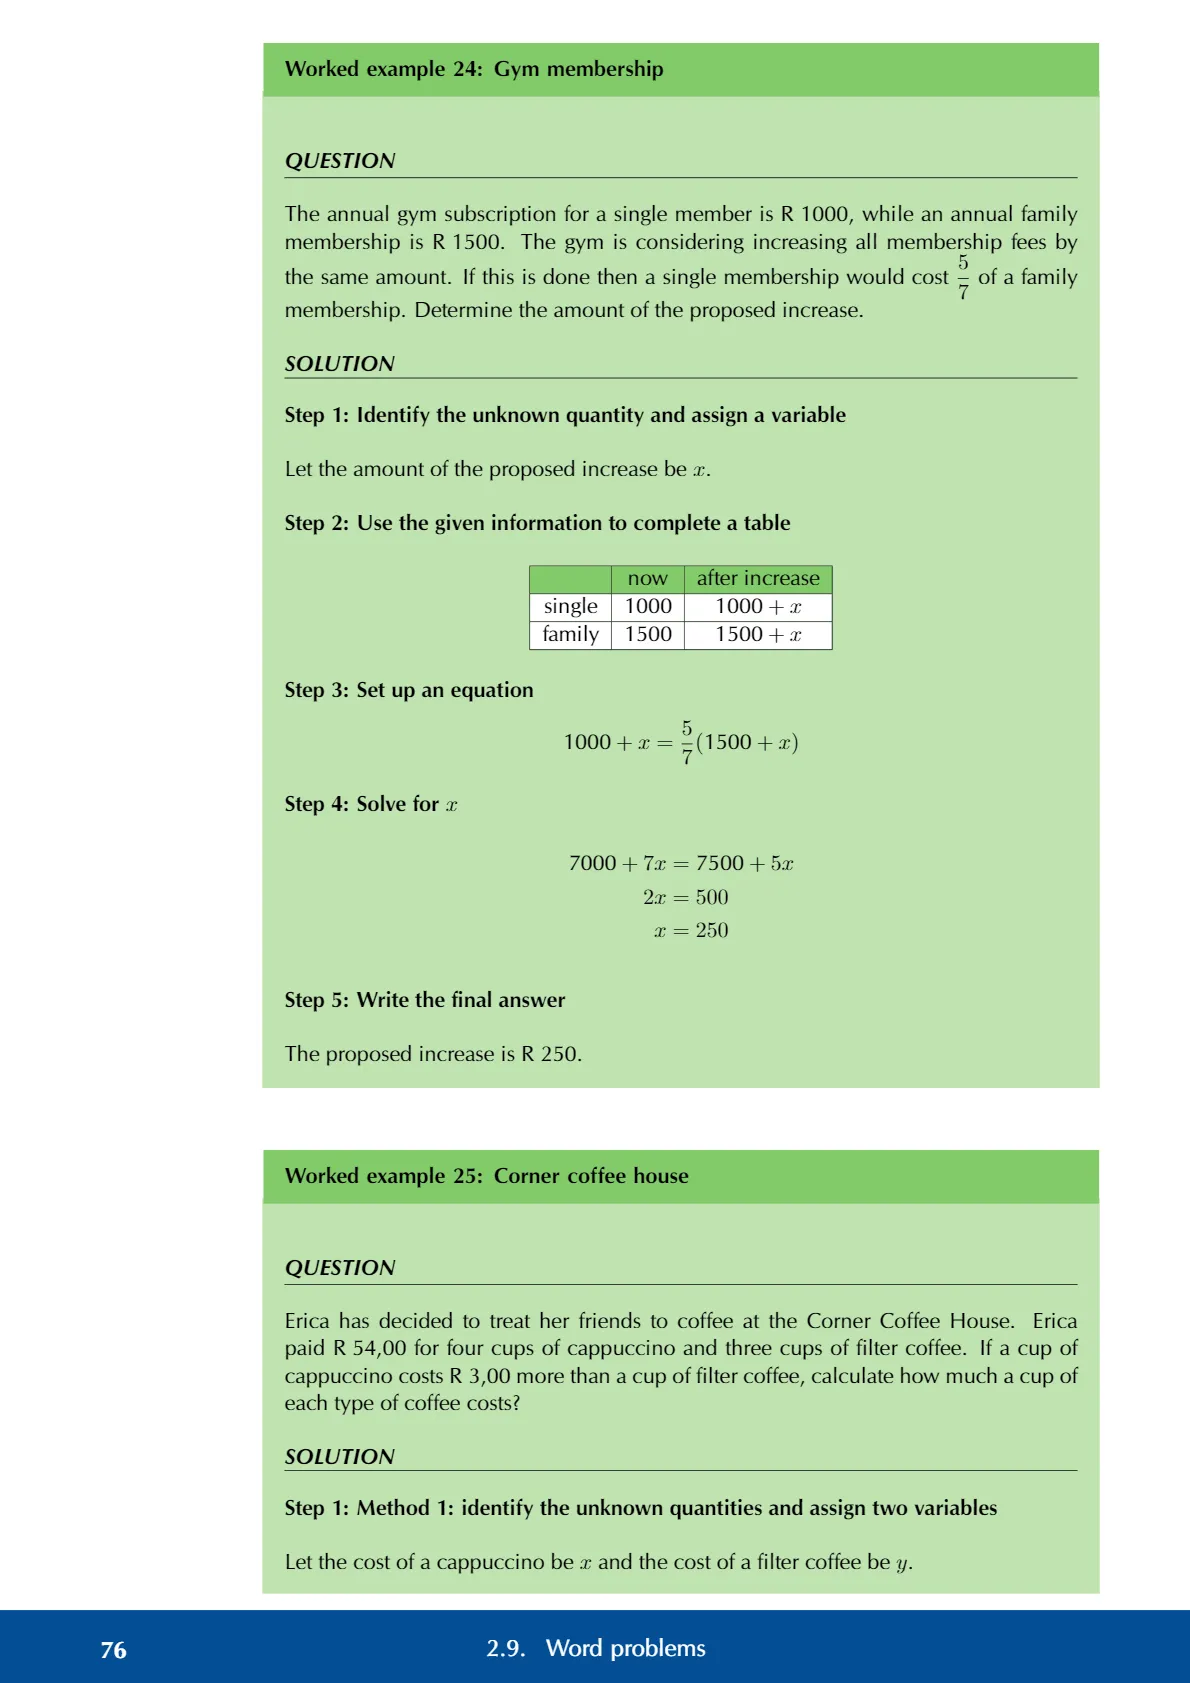 Worked example 24: Gym membership
QUESTION
The annual gym subscription for a single member is R 1000, while an annual family
membership is R 1500. The gym is considering increasing all membership fees by
the same amount. If this is done then a single membership would cost 5/7 of a family
membership. Determine the amount of the proposed increase.
SOLUTION
Step 1: Identify the unknown quantity and assign a variable
Let the amount of the proposed increase be x.
Step 2: Use the given information to complete a table
now after increase
single 1000 1000 + x
family 1500 1500 + x
Step 3: Set up an equation
1000 + x = 5/7(1500 + x)
Step 4: Solve for x
7000 + 7x = 7500 + 5x
2x = 500
x = 250
Step 5: Write the final answer
The proposed increase is R 250.
Worked example 25: Corner coffee house
QUESTION
Erica has decided to treat her friends to coffee at the Corner Coffee House. Erica
paid R 54,00 for four cups of cappuccino and three cups of filter coffee. If a cup of
cappuccino costs R 3,00 more than a cup of filter coffee, calculate how much a cup of
each type of coffee costs?
SOLUTION
Step 1: Method 1: identify the unknown quantities and assign two variables
Let the cost of a cappuccino be x and the cost of a filter coffee be y.
76 2.9. Word problems